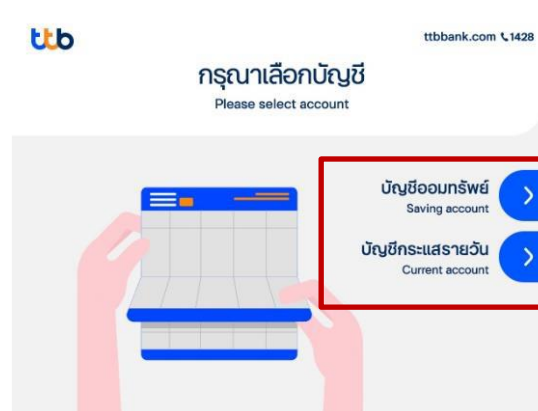 ttb
ttbbank.com 1428
กรุณาเลือกบัญชี
Please select account
บัญชีออมทรัพย์
Saving account
บัญชีกระแสรายวัน
Current account